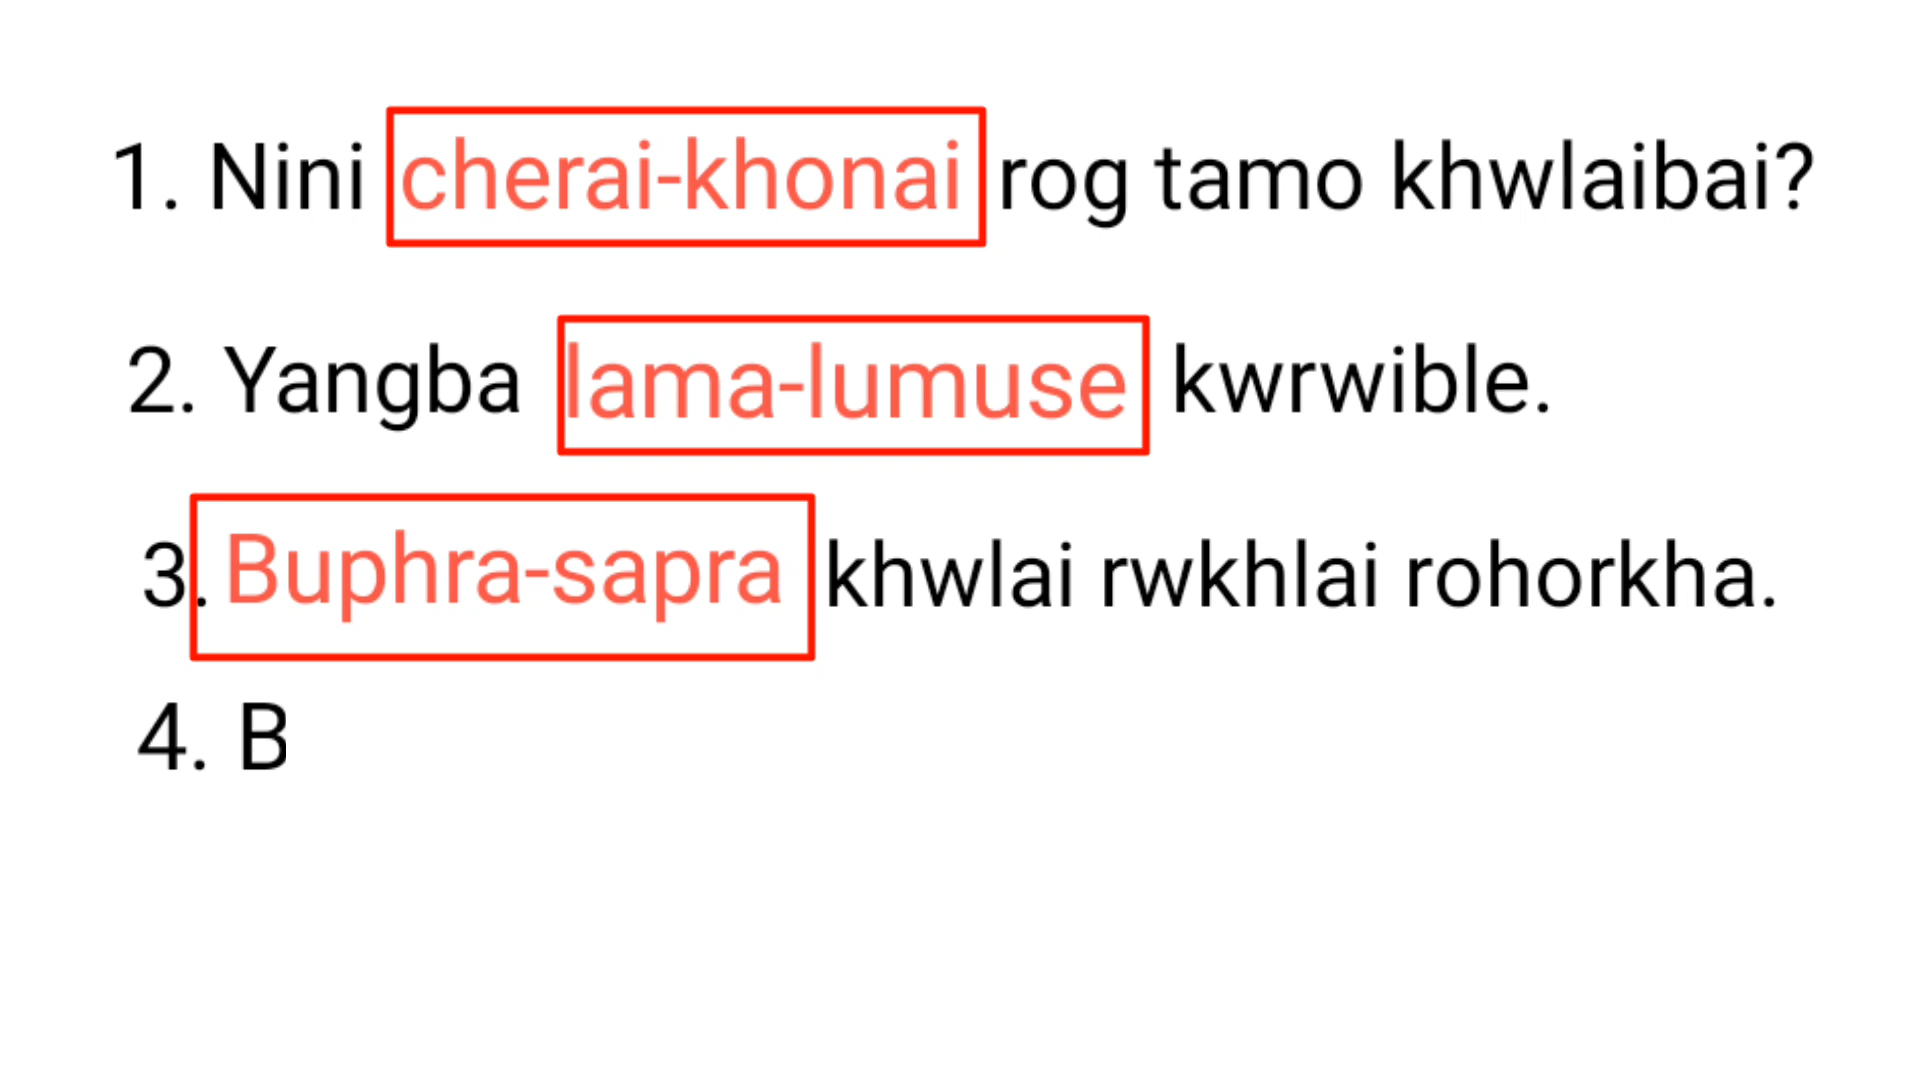 1. Nini cherai-khonai rog tamo khwlaibai?
2. Yangba lama-lumuse kwrwible.
3. Buphra-sapra khwlai rwkhlai rohorkha.
4. B